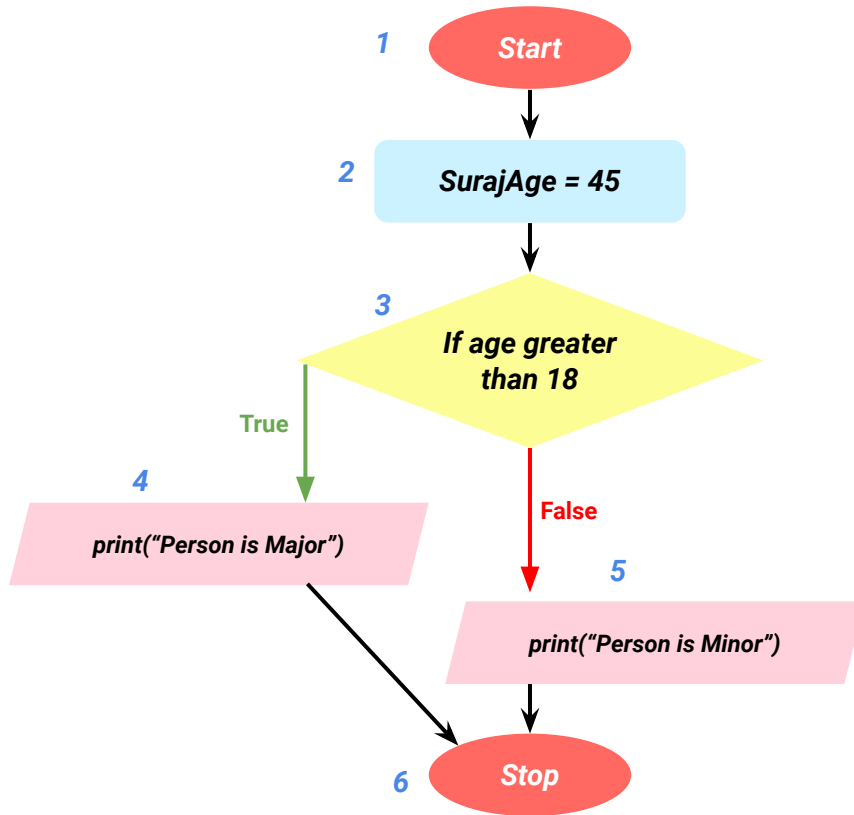 1
Start
2
SurajAge = 45
3
If age greater
than 18
True
4
print(“Person is Major”)
False
5
print(“Person is Minor”)
6
Stop